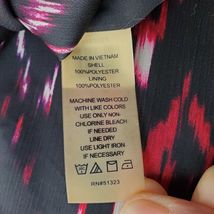 MADE IN VIETNAM
SHELL
100%POLYESTER
LINING
100%POLYESTER
MACHINE WASH COLD
WITH LIKE COLORS
USE ONLY NON-
CHLORINE BLEACH
IF NEEDED
LINE DRY
USE LIGHT IRON
IF NECESSARY
RN#51323